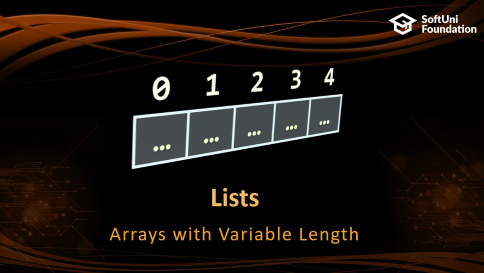 SoftUni
Foundation
0 1 2 3 4
... ... ... ... ...
Lists
Arrays with Variable Length